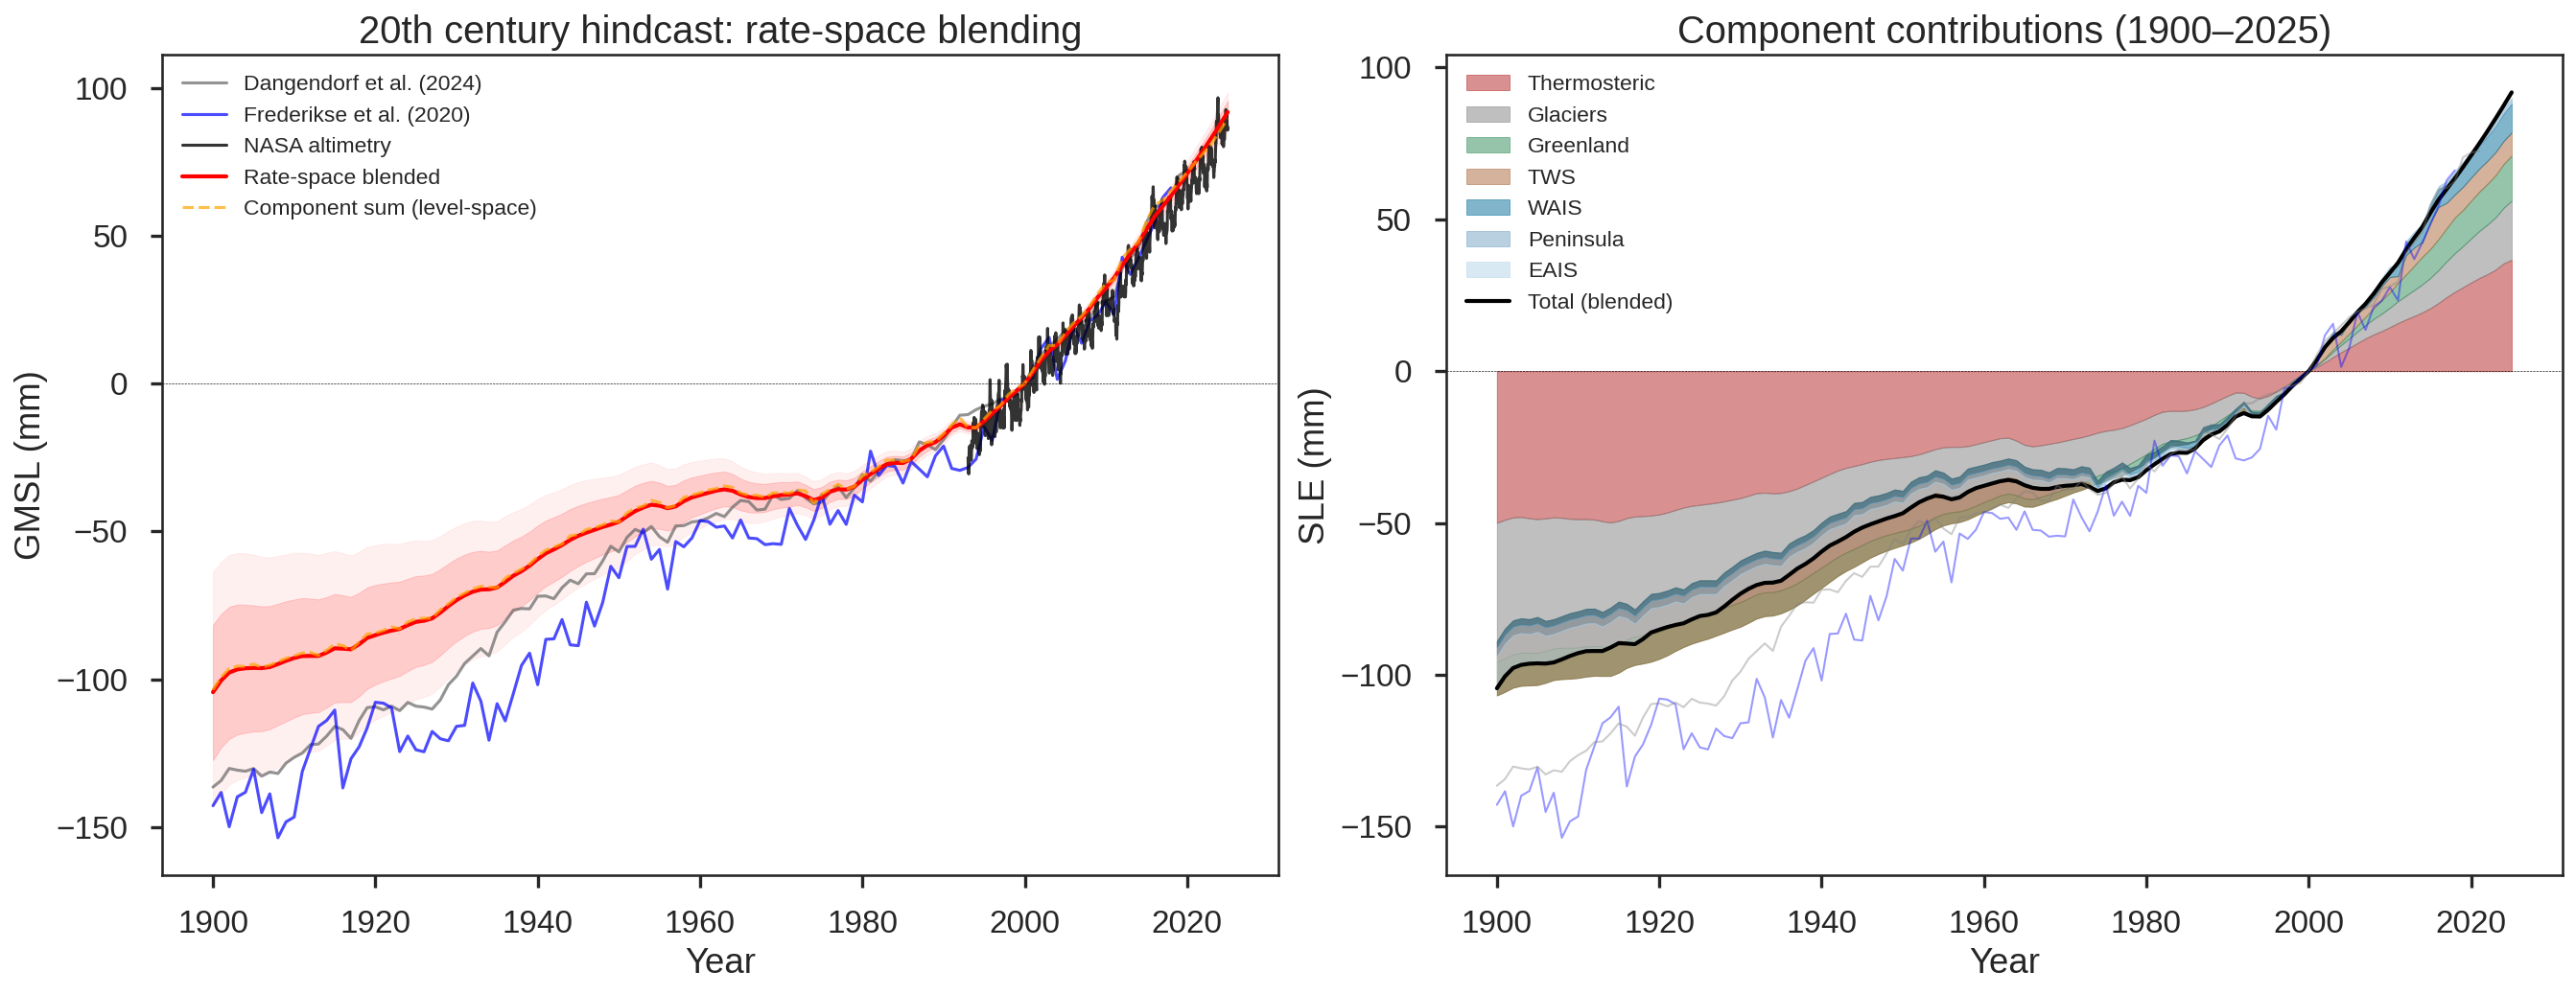 20th century hindcast: rate-space blending
Dangendorf et al. (2024)
Frederikse et al. (2020)
NASA altimetry
Rate-space blended
Component sum (level-space)
GMSL (mm)
100
50
0
−50
−100
−150
1900
1920
1940
1960
1980
2000
2020
Year
Component contributions (1900–2025)
Thermosteric
Glaciers
Greenland
TWS
WAIS
Peninsula
EAIS
Total (blended)
SLE (mm)
100
50
0
−50
−100
−150
1900
1920
1940
1960
1980
2000
2020
Year